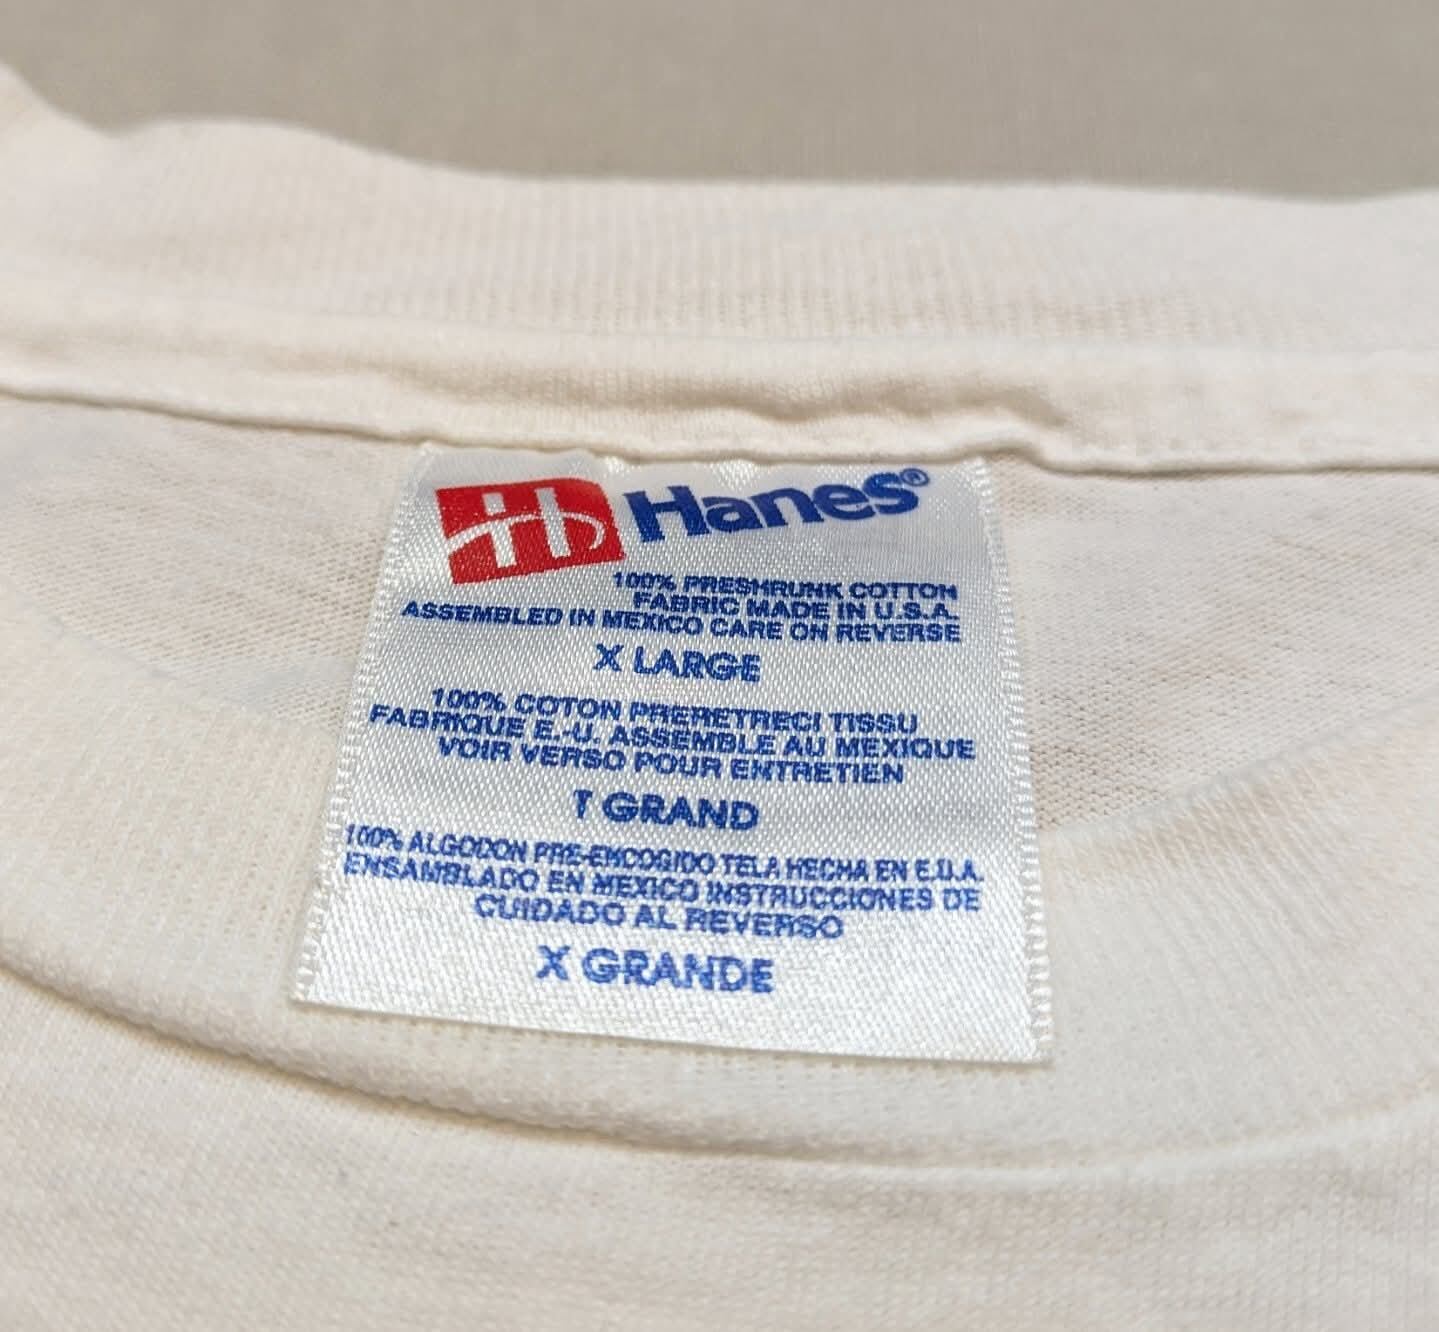 Hanes®
100% PRESHRUNK COTTON
FABRIC MADE IN U.S.A.
ASSEMBLED IN MEXICO CARE ON REVERSE
X LARGE
100% COTON PRERETRECI TISSU
FABRIQUE E.-U. ASSEMBLE AU MEXIQUE
VOIR VERSO POUR ENTRETIEN
T GRAND
100% ALGODON PRE-ENCOGIDO TELA HECHA EN E.U.A.
ENSAMBLADO EN MEXICO INSTRUCCIONES DE
CUIDADO AL REVERSO
X GRANDE